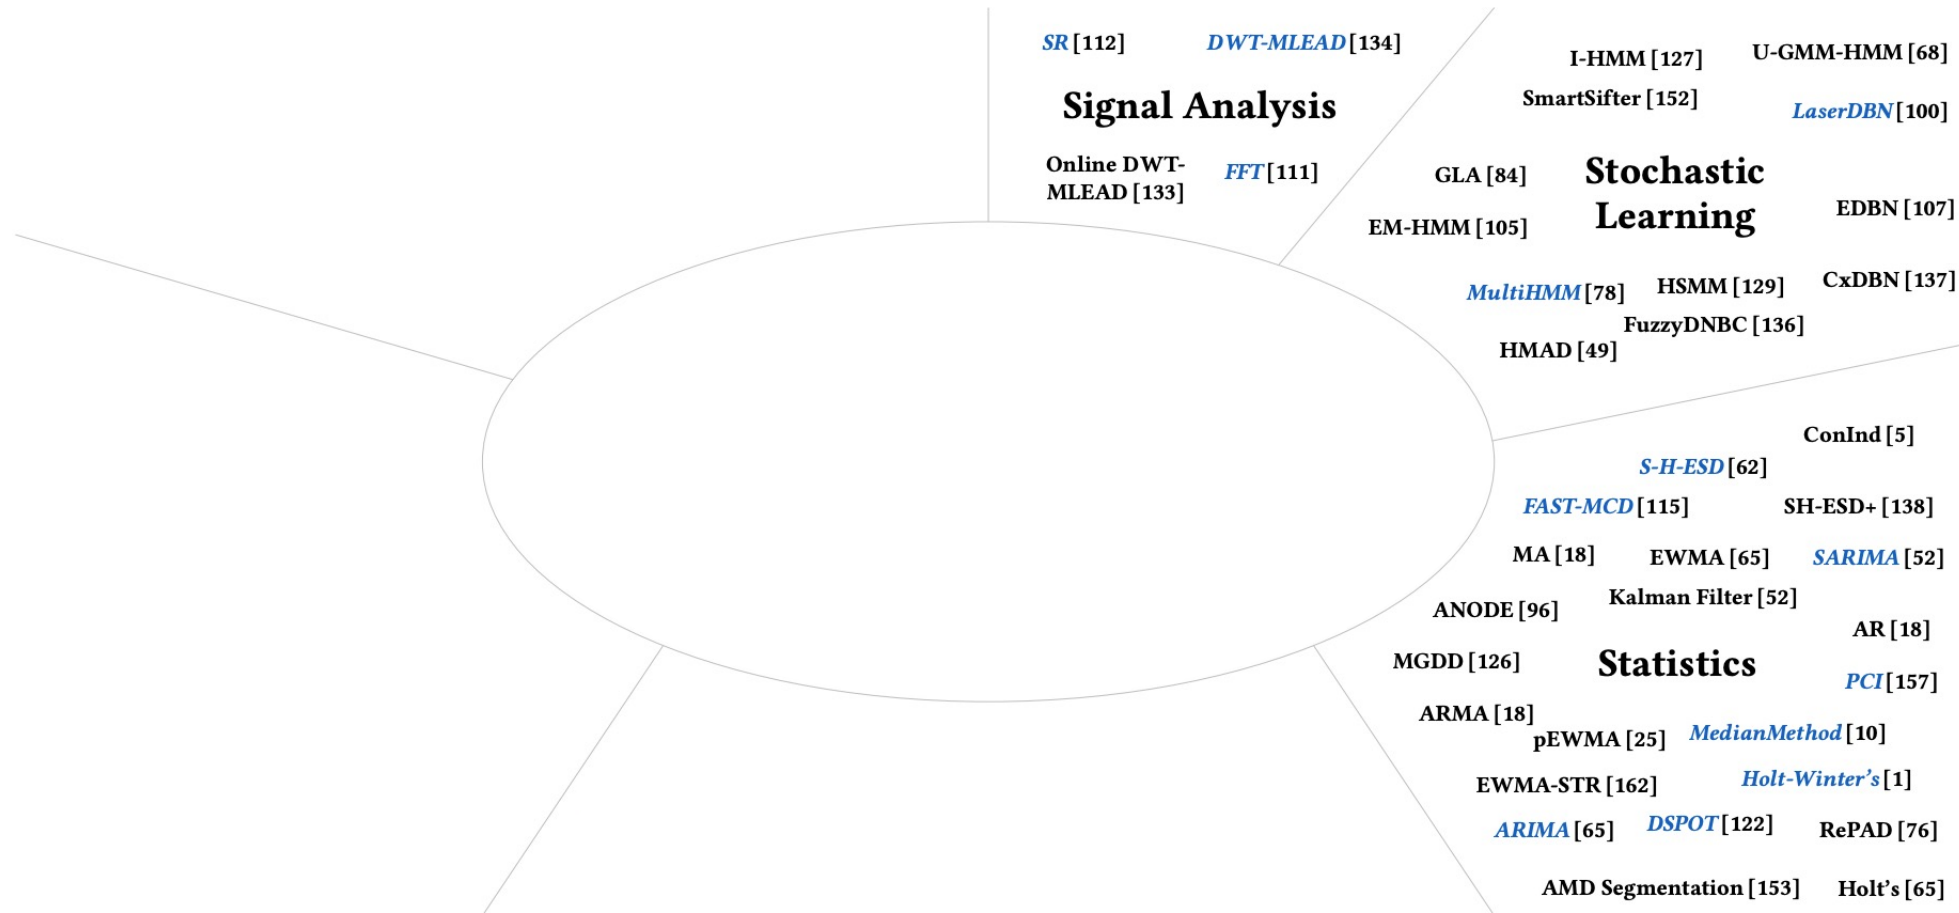 SR [112]
DWT-MLEAD [134]
Signal Analysis
Online DWT-
MLEAD [133]
FFT [111]
I-HMM [127]
U-GMM-HMM [68]
SmartSifter [152]
LaserDBN [100]
GLA [84]
Stochastic
Learning
EDBN [107]
EM-HMM [105]
MultiHMM [78]
HSMM [129]
CxDBN [137]
FuzzyDNBC [136]
HMAD [49]
ConInd [5]
S-H-ESD [62]
FAST-MCD [115]
SH-ESD+ [138]
MA [18]
EWMA [65]
SARIMA [52]
Kalman Filter [52]
ANODE [96]
AR [18]
MGDD [126]
Statistics
PCI [157]
ARMA [18]
pEWMA [25]
MedianMethod [10]
EWMA-STR [162]
Holt-Winter’s [1]
ARIMA [65]
DSPOT [122]
RePAD [76]
AMD Segmentation [153]
Holt’s [65]